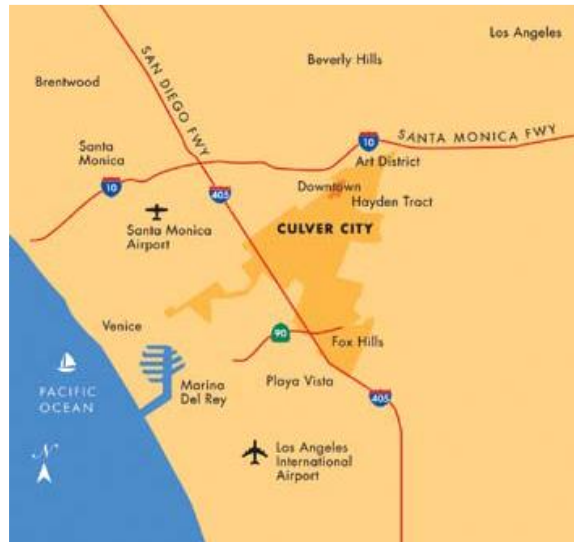 Los Angeles
Beverly Hills
Brentwood
SAN DIEGO FWY
SANTA MONICA FWY
10
Santa
Monica
Art District
10
405
Downtown
Hayden Tract
Santa Monica
Airport
CULVER CITY
Venice
90
Fox Hills
PACIFIC
OCEAN
Marina
Del Rey
Playa Vista
405
N
Los Angeles
International
Airport